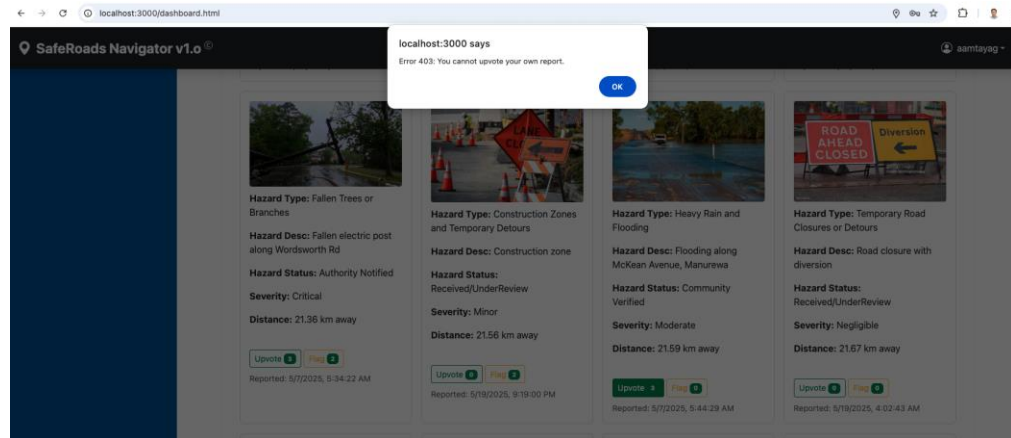 localhost:3000/dashboard.html
SafeRoads Navigator v1.o ©
aamtayag
localhost:3000 says
Error 403: You cannot upvote your own report.
OK
Hazard Type: Fallen Trees or
Branches
Hazard Desc: Fallen electric post
along Wordsworth Rd
Hazard Status: Authority Notified
Severity: Critical
Distance: 21.36 km away
Upvote 3 Flag 2
Reported: 5/7/2025, 5:34:22 AM
LANE
Hazard Type: Construction Zones
and Temporary Detours
Hazard Desc: Construction zone
Hazard Status:
Received/UnderReview
Severity: Minor
Distance: 21.56 km away
Upvote 0 Flag 2
Reported: 5/19/2025, 9:19:00 PM
Hazard Type: Heavy Rain and
Flooding
Hazard Desc: Flooding along
McKean Avenue, Manurewa
Hazard Status: Community
Verified
Severity: Moderate
Distance: 21.59 km away
Upvote 3 Flag 0
Reported: 5/7/2025, 5:44:29 AM
ROAD
AHEAD
CLOSED
Diversion
Hazard Type: Temporary Road
Closures or Detours
Hazard Desc: Road closure with
diversion
Hazard Status:
Received/UnderReview
Severity: Negligible
Distance: 21.67 km away
Upvote 0 Flag 0
Reported: 5/19/2025, 4:02:43 AM